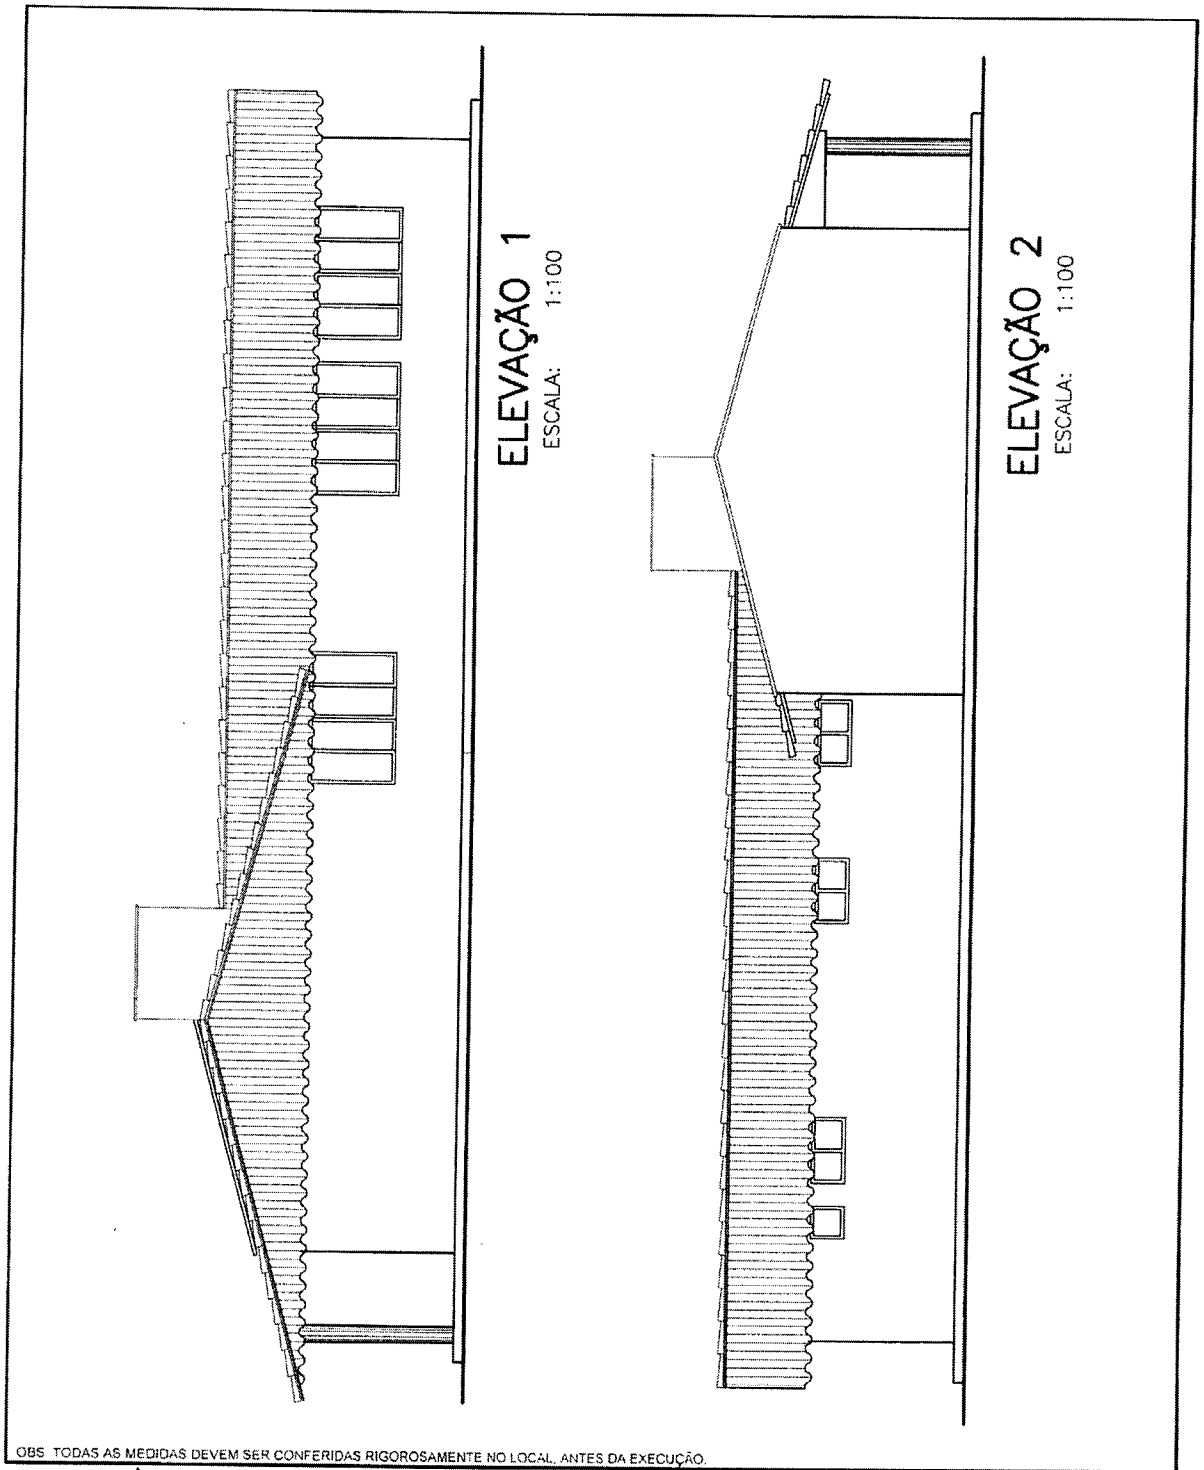 ELEVAÇÃO 1
ESCALA: 1:100
ELEVAÇÃO 2
ESCALA: 1:100
OBS TODAS AS MEDIDAS DEVEM SER CONFERIDAS RIGOROSAMENTE NO LOCAL, ANTES DA EXECUÇÃO.